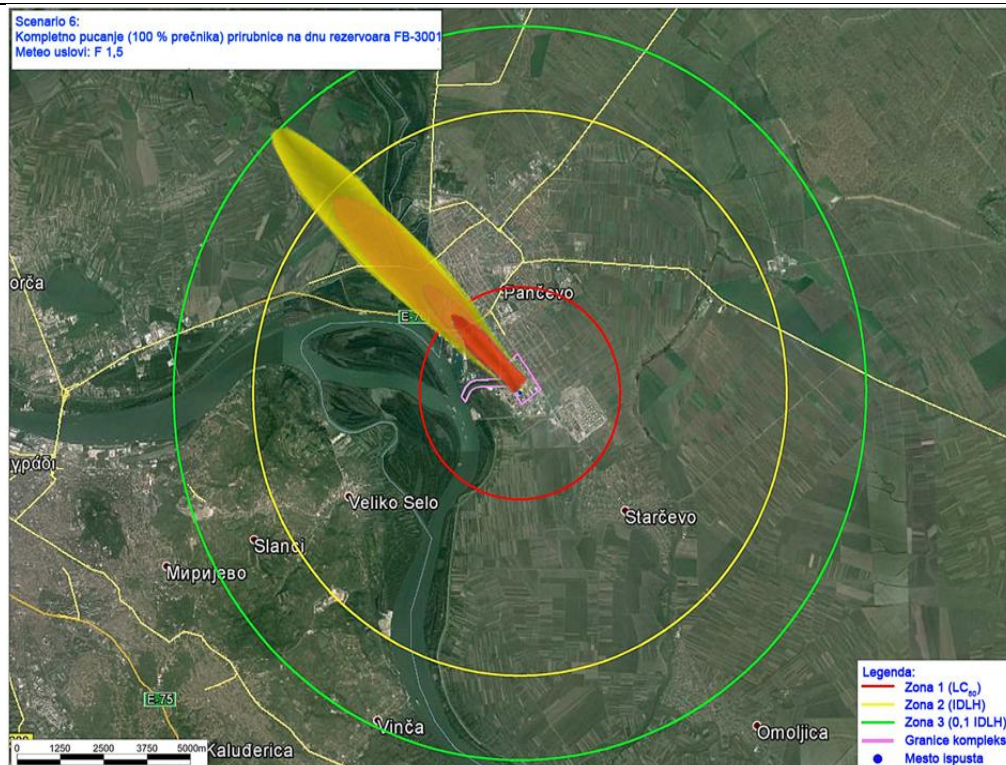 Scenario 6:
Kompletno pucanje (100 % prečnika) prirubnice na dnu rezervoara FB-3001
Meteo uslovi: F 1,5
orča
Pančevo
E-70
γράδι
Veliko Selo
Starčevo
Slanci
Миријево
E-75
Vinča
Kaluđerica
Omoljica
0 1250 2500 3750 5000m
Legenda:
Zona 1 (LC₅₀)
Zona 2 (IDLH)
Zona 3 (0,1 IDLH)
Granice kompleks
Mesto ispusta